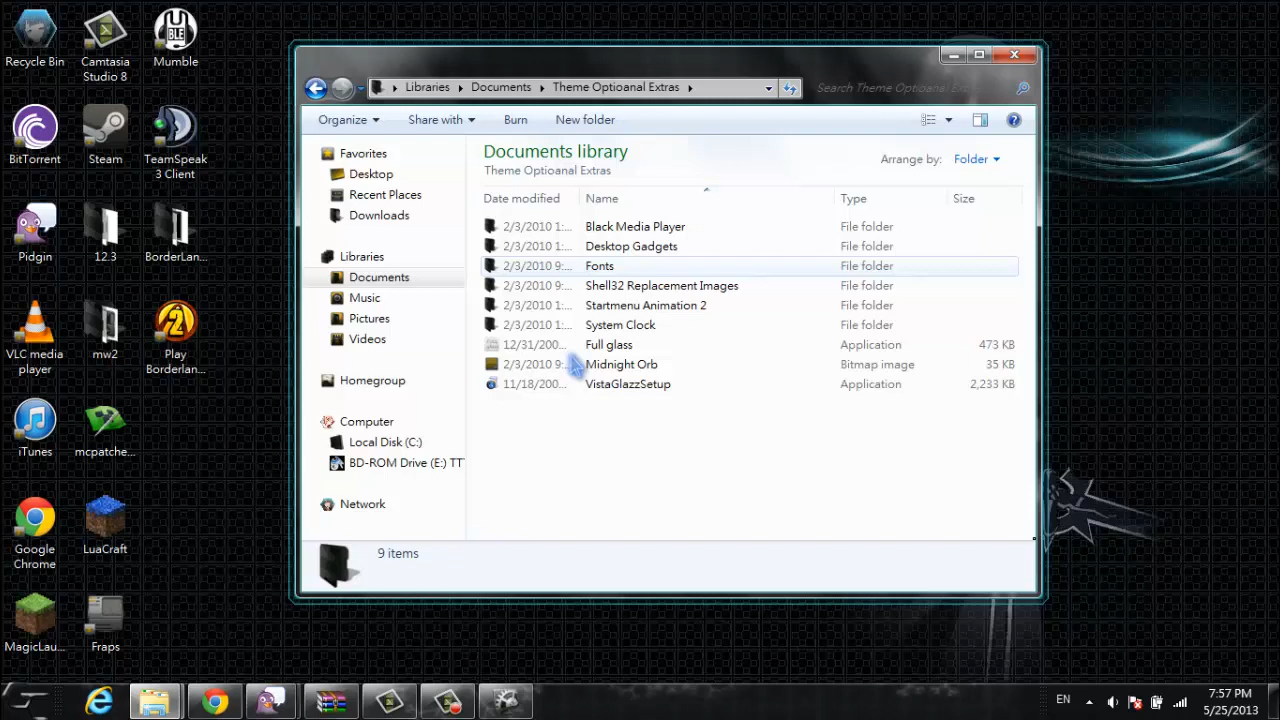 Recycle Bin
Camtasia
Studio 8
Mumble
BitTorrent
Steam
TeamSpeak
3 Client
Pidgin
12.3
BorderLan...
VLC media
player
mw2
Play
Borderlan...
iTunes
mcpatche...
Google
Chrome
LuaCraft
MagicLau...
Fraps
Libraries
Documents
Theme Optioanal Extras
Search Theme Optioanal Ex
Organize
Share with
Burn
New folder
Favorites
Desktop
Recent Places
Downloads
Libraries
Documents
Music
Pictures
Videos
Homegroup
Computer
Local Disk (C:)
BD-ROM Drive (E:) TT
Network
Documents library
Theme Optioanal Extras
Arrange by: Folder
Date modified Name Type Size
2/3/2010 1:... Black Media Player File folder
2/3/2010 1:... Desktop Gadgets File folder
2/3/2010 9:... Fonts File folder
2/3/2010 9:... Shell32 Replacement Images File folder
2/3/2010 1:... Startmenu Animation 2 File folder
2/3/2010 1:... System Clock File folder
12/31/200... Full glass Application 473 KB
2/3/2010 9:... Midnight Orb Bitmap image 35 KB
11/18/200... VistaGlazzSetup Application 2,233 KB
9 items
EN
7:57 PM
5/25/2013